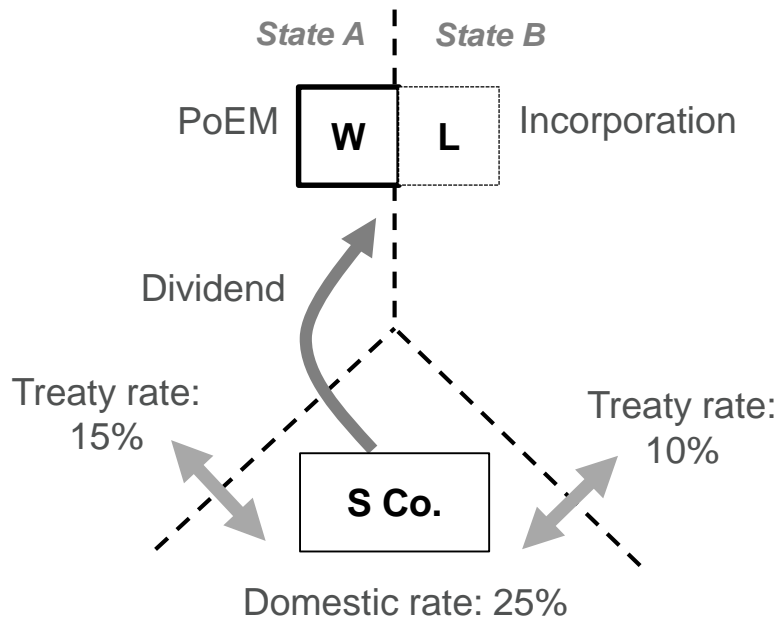 State A
State B
PoEM
W
L
Incorporation
Dividend
Treaty rate:
15%
Treaty rate:
10%
S Co.
Domestic rate: 25%